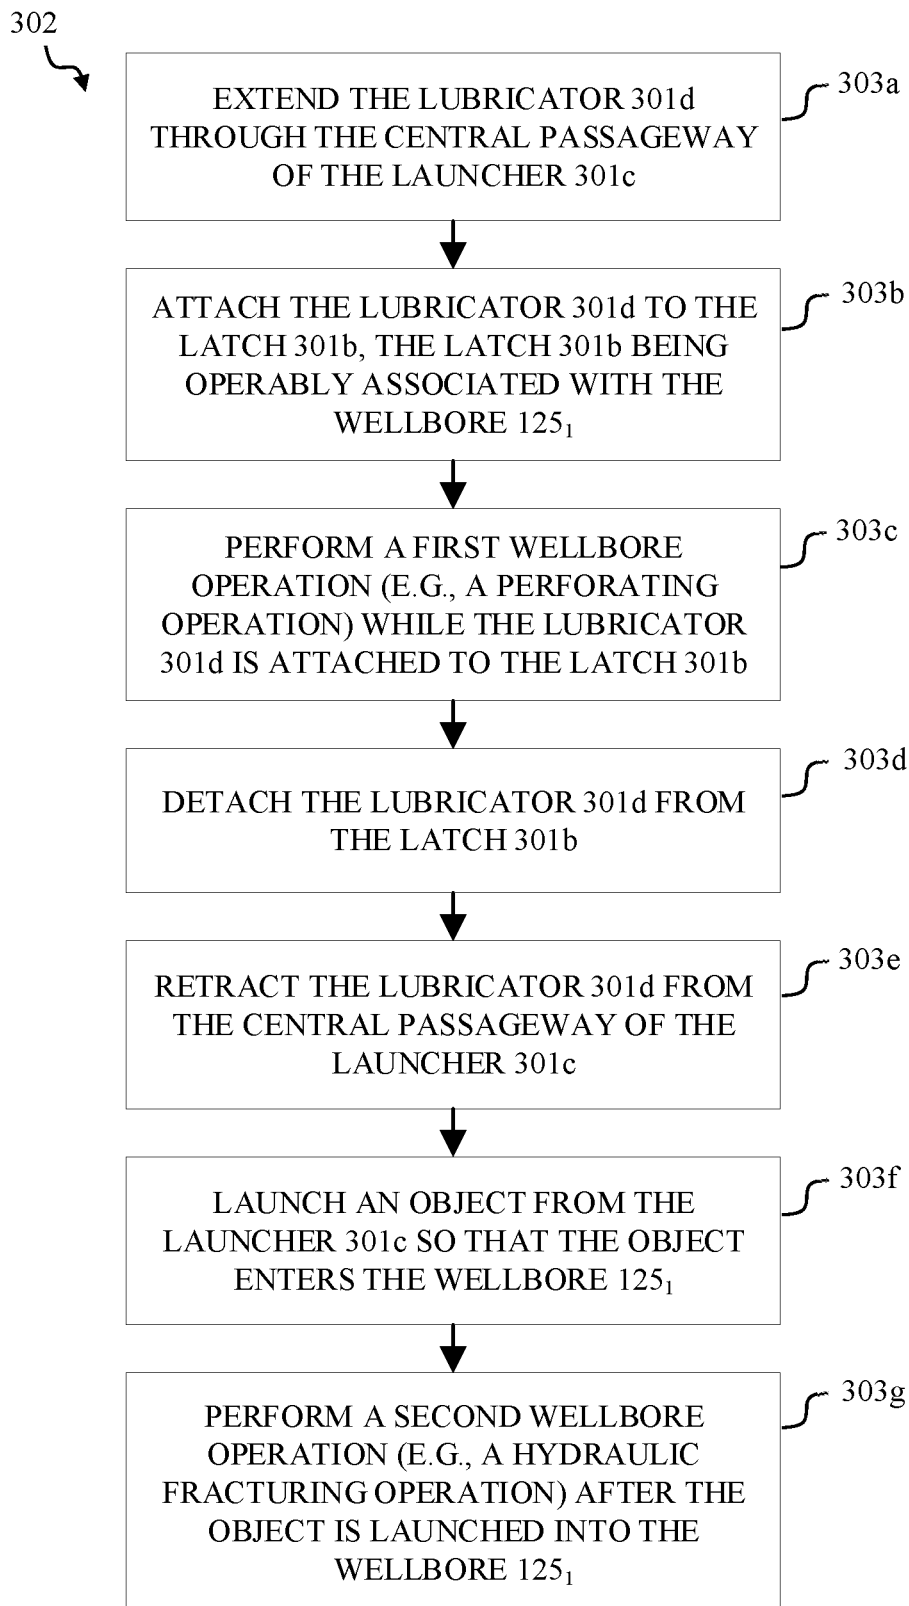 302
EXTEND THE LUBRICATOR 301d
THROUGH THE CENTRAL PASSAGEWAY
OF THE LAUNCHER 301c
303a
ATTACH THE LUBRICATOR 301d TO THE
LATCH 301b, THE LATCH 301b BEING
OPERABLY ASSOCIATED WITH THE
WELLBORE 125₁
303b
PERFORM A FIRST WELLBORE
OPERATION (E.G., A PERFORATING
OPERATION) WHILE THE LUBRICATOR
301d IS ATTACHED TO THE LATCH 301b
303c
DETACH THE LUBRICATOR 301d FROM
THE LATCH 301b
303d
RETRACT THE LUBRICATOR 301d FROM
THE CENTRAL PASSAGEWAY OF THE
LAUNCHER 301c
303e
LAUNCH AN OBJECT FROM THE
LAUNCHER 301c SO THAT THE OBJECT
ENTERS THE WELLBORE 125₁
303f
PERFORM A SECOND WELLBORE
OPERATION (E.G., A HYDRAULIC
FRACTURING OPERATION) AFTER THE
OBJECT IS LAUNCHED INTO THE
WELLBORE 125₁
303g